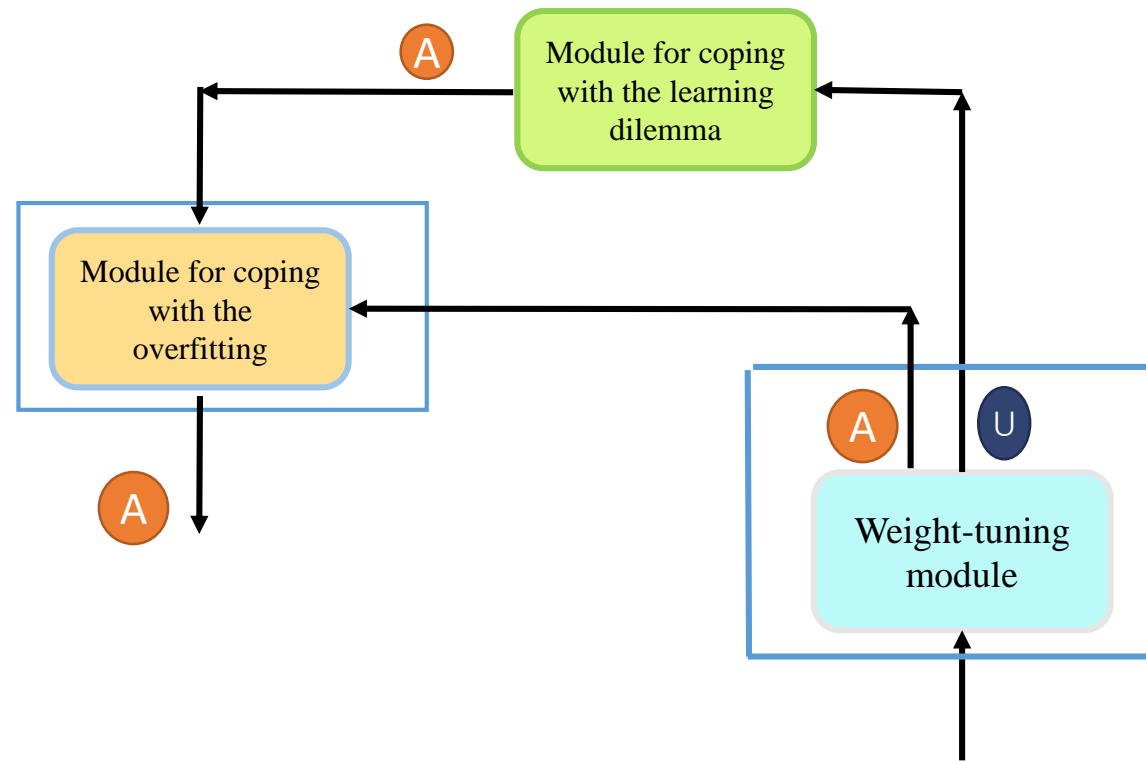 A
Module for coping
with the learning
dilemma
Module for coping
with the
overfitting
A
U
A
Weight-tuning
module